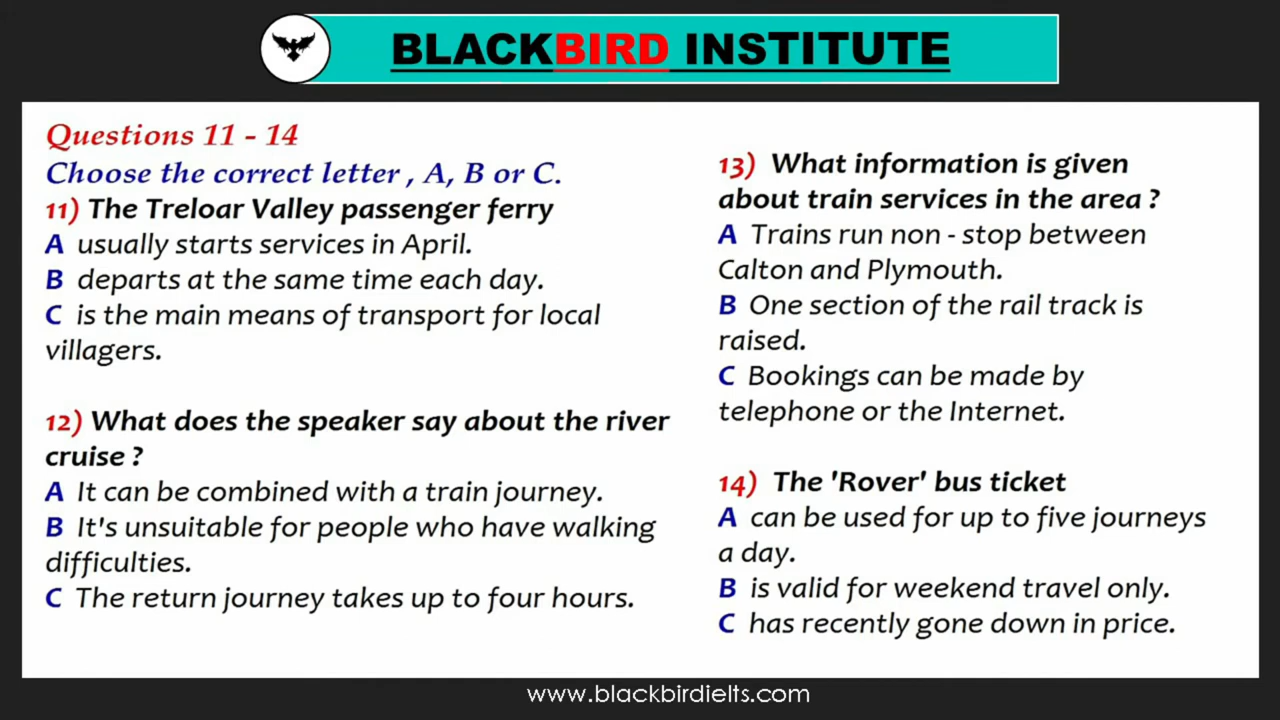 BLACKBIRD INSTITUTE
Questions 11 - 14
Choose the correct letter , A, B or C.
11) The Treloar Valley passenger ferry
A usually starts services in April.
B departs at the same time each day.
C is the main means of transport for local
villagers.
12) What does the speaker say about the river
cruise ?
A It can be combined with a train journey.
B It's unsuitable for people who have walking
difficulties.
C The return journey takes up to four hours.
13) What information is given
about train services in the area ?
A Trains run non - stop between
Calton and Plymouth.
B One section of the rail track is
raised.
C Bookings can be made by
telephone or the Internet.
14) The 'Rover' bus ticket
A can be used for up to five journeys
a day.
B is valid for weekend travel only.
C has recently gone down in price.
www.blackbirdielts.com